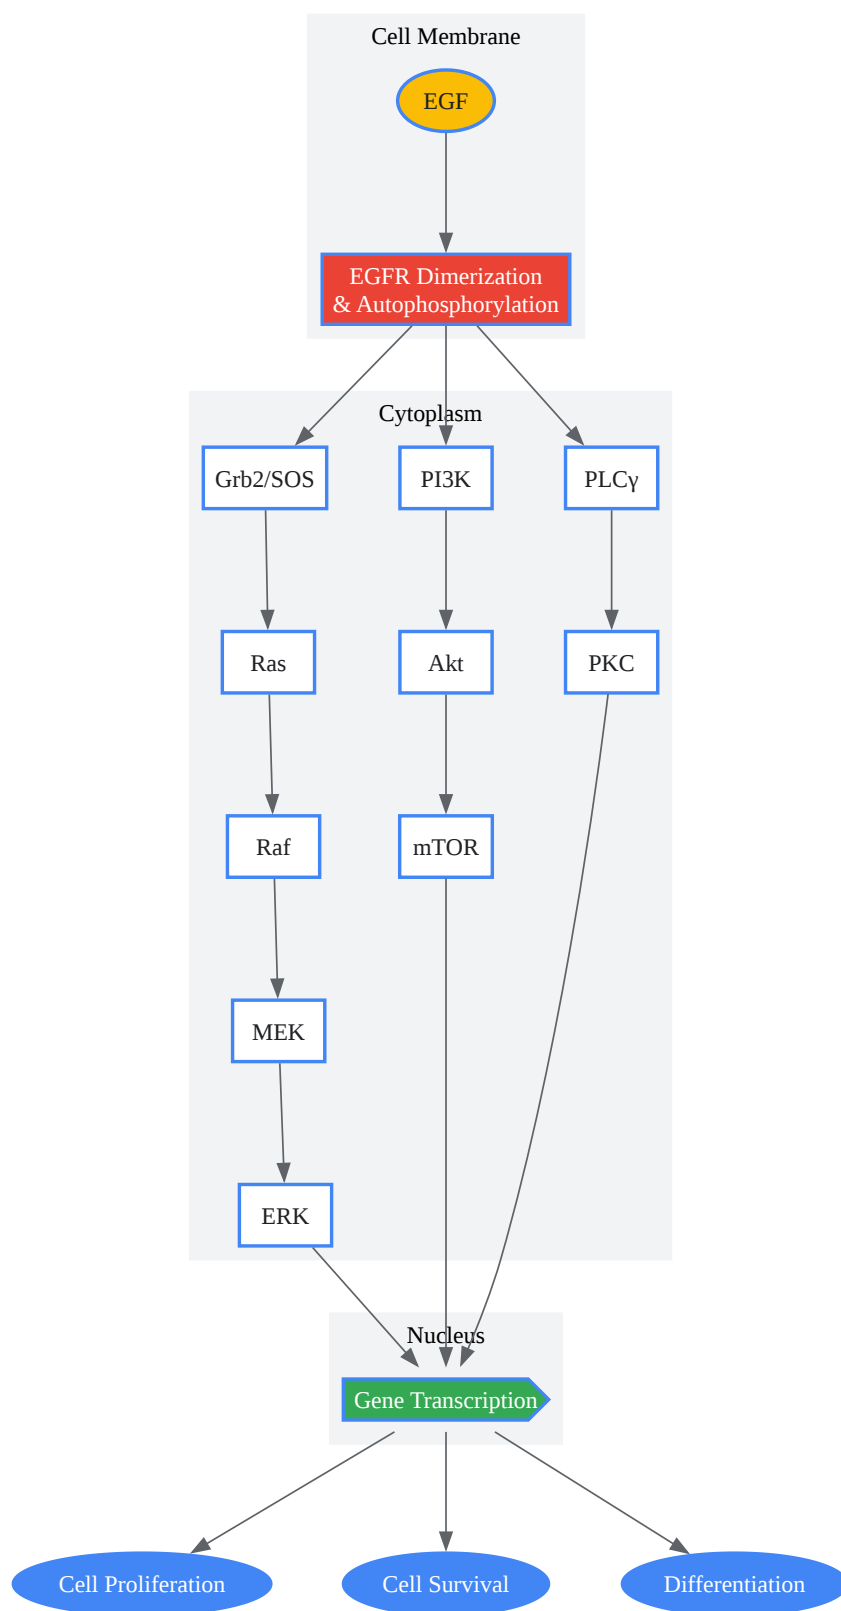 Cell Membrane
EGF
EGFR Dimerization
& Autophosphorylation
Cytoplasm
Grb2/SOS
PI3K
PLCγ
Ras
Akt
PKC
Raf
mTOR
MEK
ERK
Nucleus
Gene Transcription
Cell Proliferation
Cell Survival
Differentiation